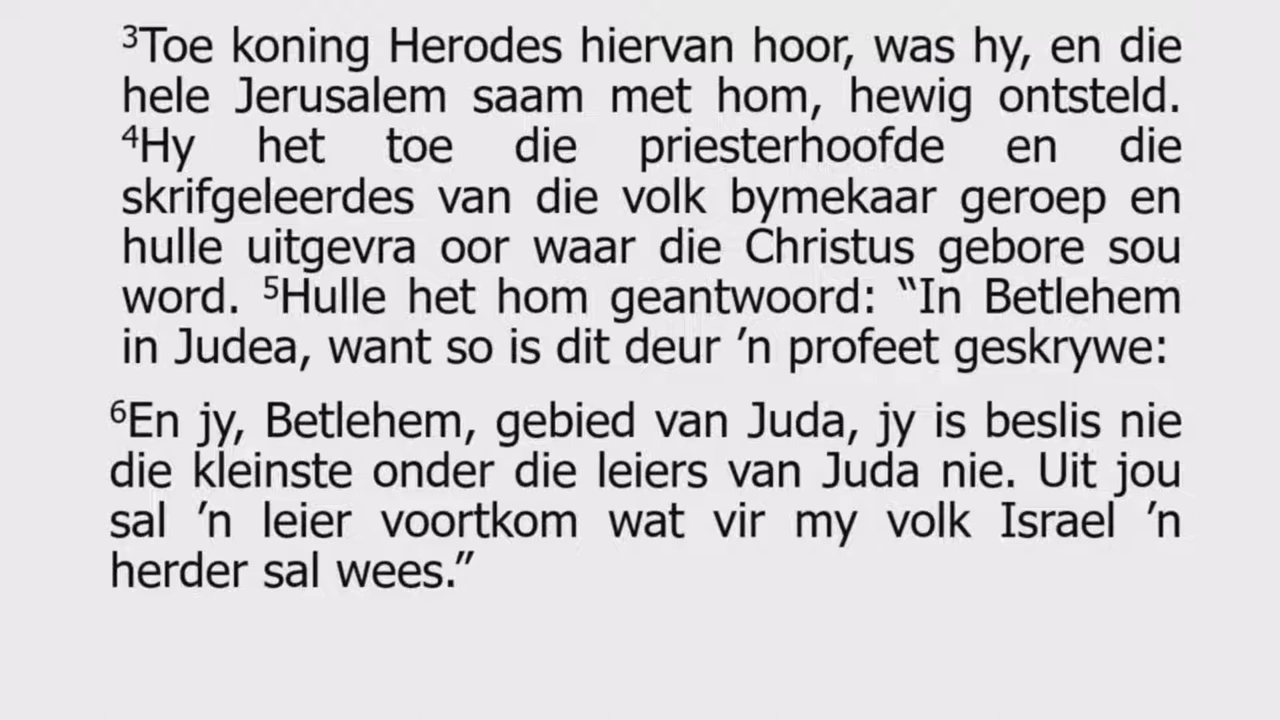 ³Toe koning Herodes hiervan hoor, was hy, en die
hele Jerusalem saam met hom, hewig ontsteld.
⁴Hy het toe die priesterhoofde en die
skrifgeleerdes van die volk bymekaar geroep en
hulle uitgevra oor waar die Christus gebore sou
word. ⁵Hulle het hom geantwoord: “In Betlehem
in Judea, want so is dit deur ’n profeet geskrywe:
⁶En jy, Betlehem, gebied van Juda, jy is beslis nie
die kleinste onder die leiers van Juda nie. Uit jou
sal ’n leier voortkom wat vir my volk Israel ’n
herder sal wees.”